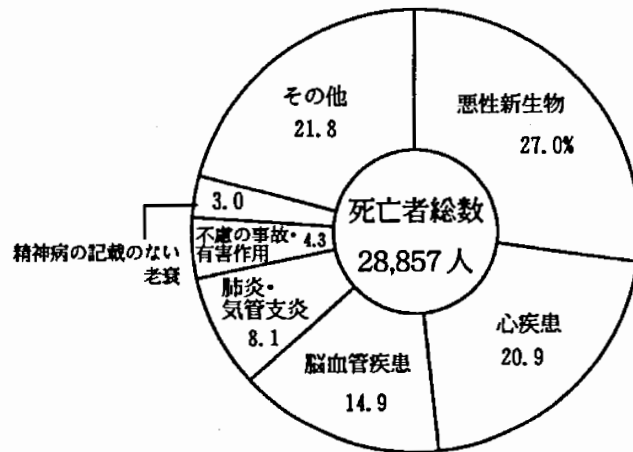 死亡者総数
28,857人
悪性新生物
27.0%
心疾患
20.9
脳血管疾患
14.9
肺炎・
気管支炎
8.1
不慮の事故・
有害作用
4.3
3.0
精神病の記載のない
老衰
その他
21.8